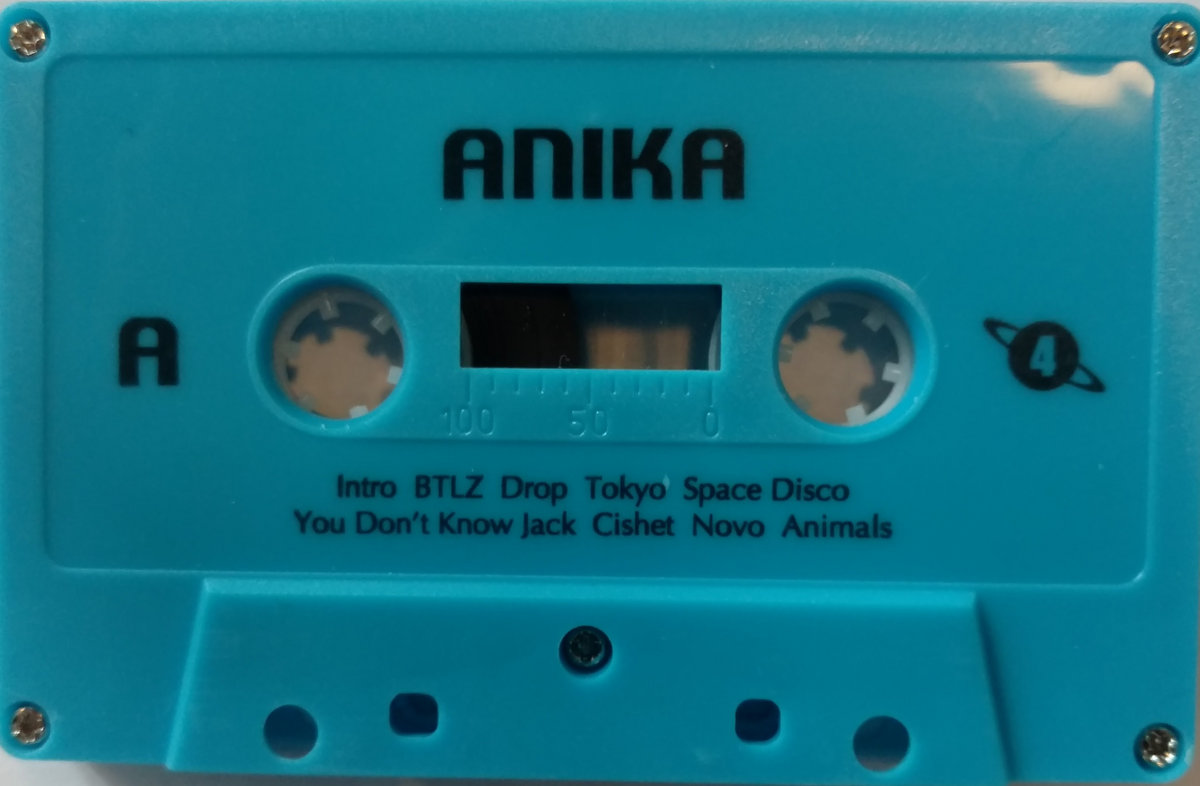 ANIKA
A
4
100 50 0
Intro BTLZ Drop Tokyo Space Disco
You Don't Know Jack Cishet Novo Animals